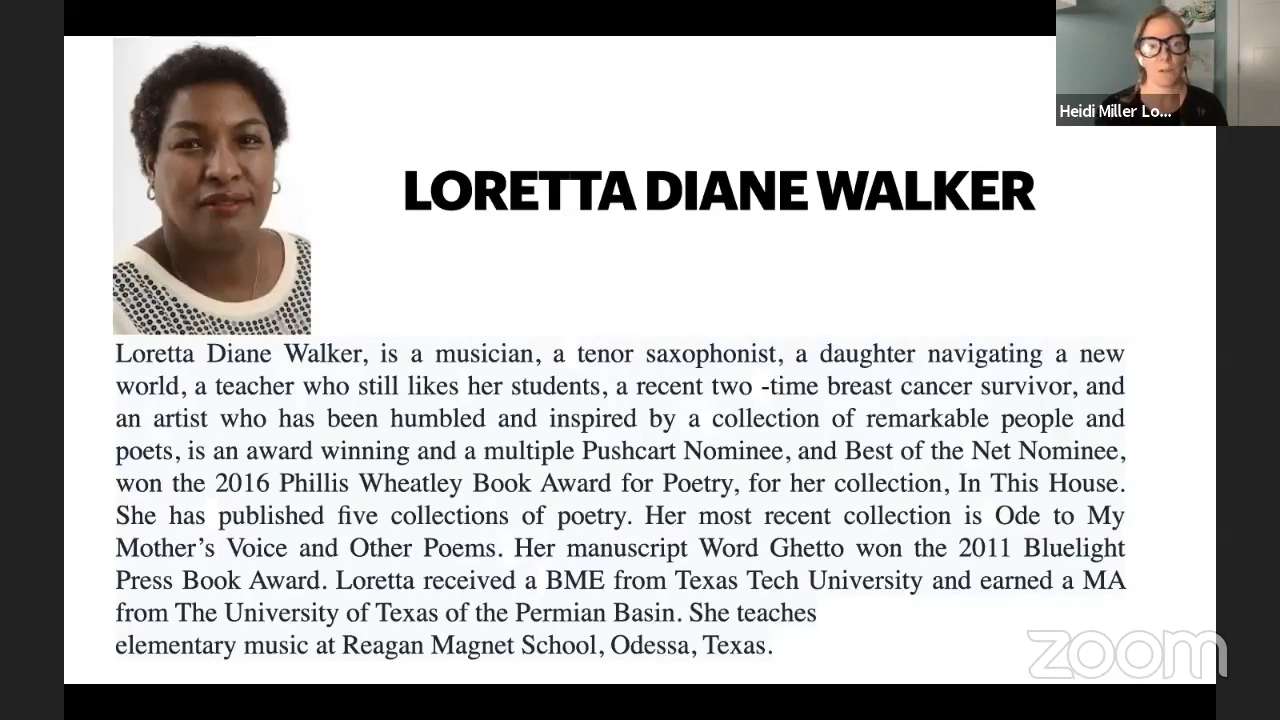 Heidi Miller Lo...
LORETTA DIANE WALKER
Loretta Diane Walker, is a musician, a tenor saxophonist, a daughter navigating a new
world, a teacher who still likes her students, a recent two -time breast cancer survivor, and
an artist who has been humbled and inspired by a collection of remarkable people and
poets, is an award winning and a multiple Pushcart Nominee, and Best of the Net Nominee,
won the 2016 Phillis Wheatley Book Award for Poetry, for her collection, In This House.
She has published five collections of poetry. Her most recent collection is Ode to My
Mother’s Voice and Other Poems. Her manuscript Word Ghetto won the 2011 Bluelight
Press Book Award. Loretta received a BME from Texas Tech University and earned a MA
from The University of Texas of the Permian Basin. She teaches
elementary music at Reagan Magnet School, Odessa, Texas.
zoom